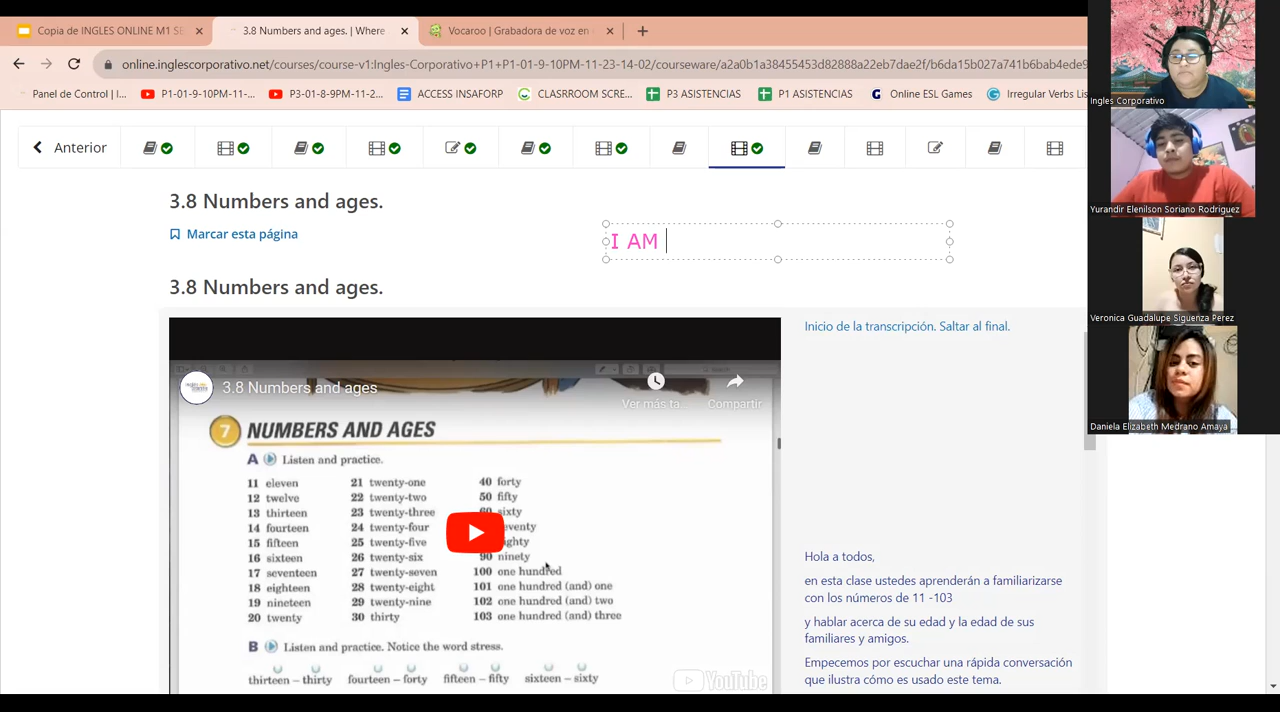 Copia de INGLES ONLINE M1 SE
3.8 Numbers and ages. | Where
Vocaroo | Grabadora de voz en
online.inglescorporativo.net/courses/course-v1:Ingles-Corporativo+P1+P1-01-9-10PM-11-23-14-02/courseware/a2a0b1a38455453d82888a22eb7dae2f/b6da15b027a741b6bab4ede9
Panel de Control | I...
P1-01-9-10PM-11-...
P3-01-8-9PM-11-2...
ACCESS INSAFORP
CLASRROOM SCRE...
P3 ASISTENCIAS
P1 ASISTENCIAS
Online ESL Games
Irregular Verbs Lis
Anterior
3.8 Numbers and ages.
Marcar esta página
I AM
3.8 Numbers and ages.
Inicio de la transcripción. Saltar al final.
3.8 Numbers and ages
Ver más ta...
Compartir
7 NUMBERS AND AGES
A Listen and practice.
11 eleven 21 twenty-one 40 forty
12 twelve 22 twenty-two 50 fifty
13 thirteen 23 twenty-three 60 sixty
14 fourteen 24 twenty-four
15 fifteen 25 twenty-five
16 sixteen 26 twenty-six 90 ninety
17 seventeen 27 twenty-seven 100 one hundred
18 eighteen 28 twenty-eight 101 one hundred (and) one
19 nineteen 29 twenty-nine 102 one hundred (and) two
20 twenty 30 thirty 103 one hundred (and) three
B Listen and practice. Notice the word stress.
thirteen – thirty fourteen – forty fifteen – fifty sixteen – sixty
YouTube
Hola a todos,
en esta clase ustedes aprenderán a familiarizarse
con los números de 11 -103
y hablar acerca de su edad y la edad de sus
familiares y amigos.
Empecemos por escuchar una rápida conversación
que ilustra cómo es usado este tema.
Ingles Corporativo
Yurandir Elenilson Soriano Rodriguez
Veronica Guadalupe Siguenza Perez
Daniela Elizabeth Medrano Amaya